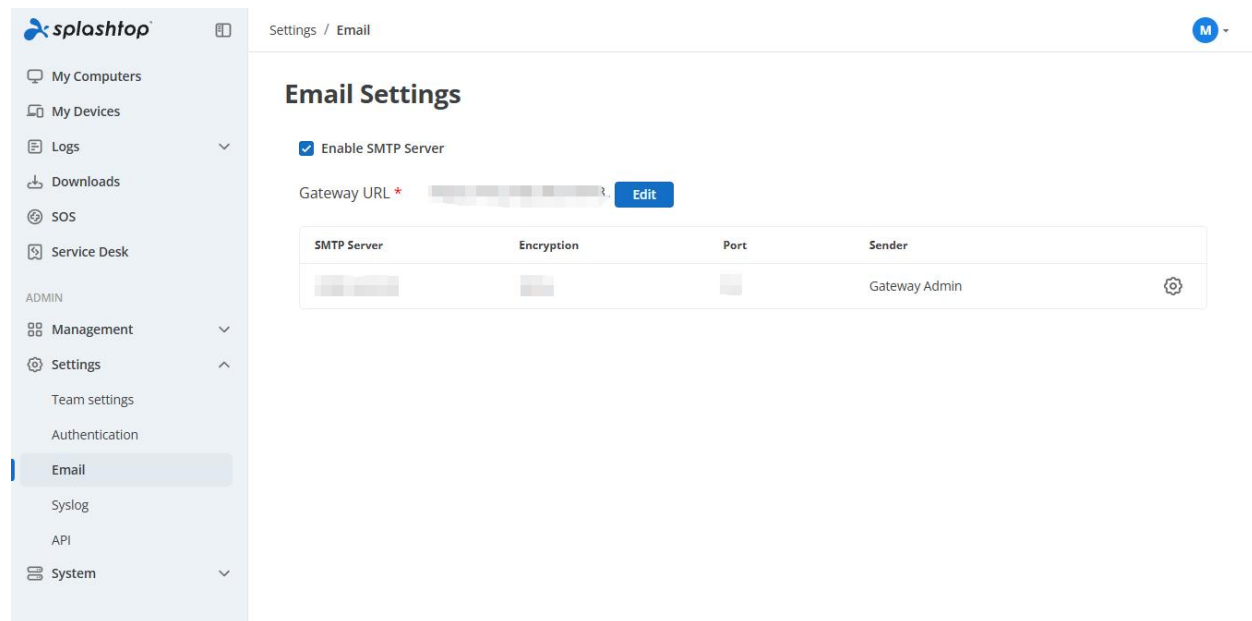 splashtop
Settings / Email
M
My Computers
My Devices
Logs
Downloads
SOS
Service Desk
ADMIN
Management
Settings
Team settings
Authentication
Email
Syslog
API
System
Email Settings
Enable SMTP Server
Gateway URL * Edit
SMTP Server Encryption Port Sender
Gateway Admin